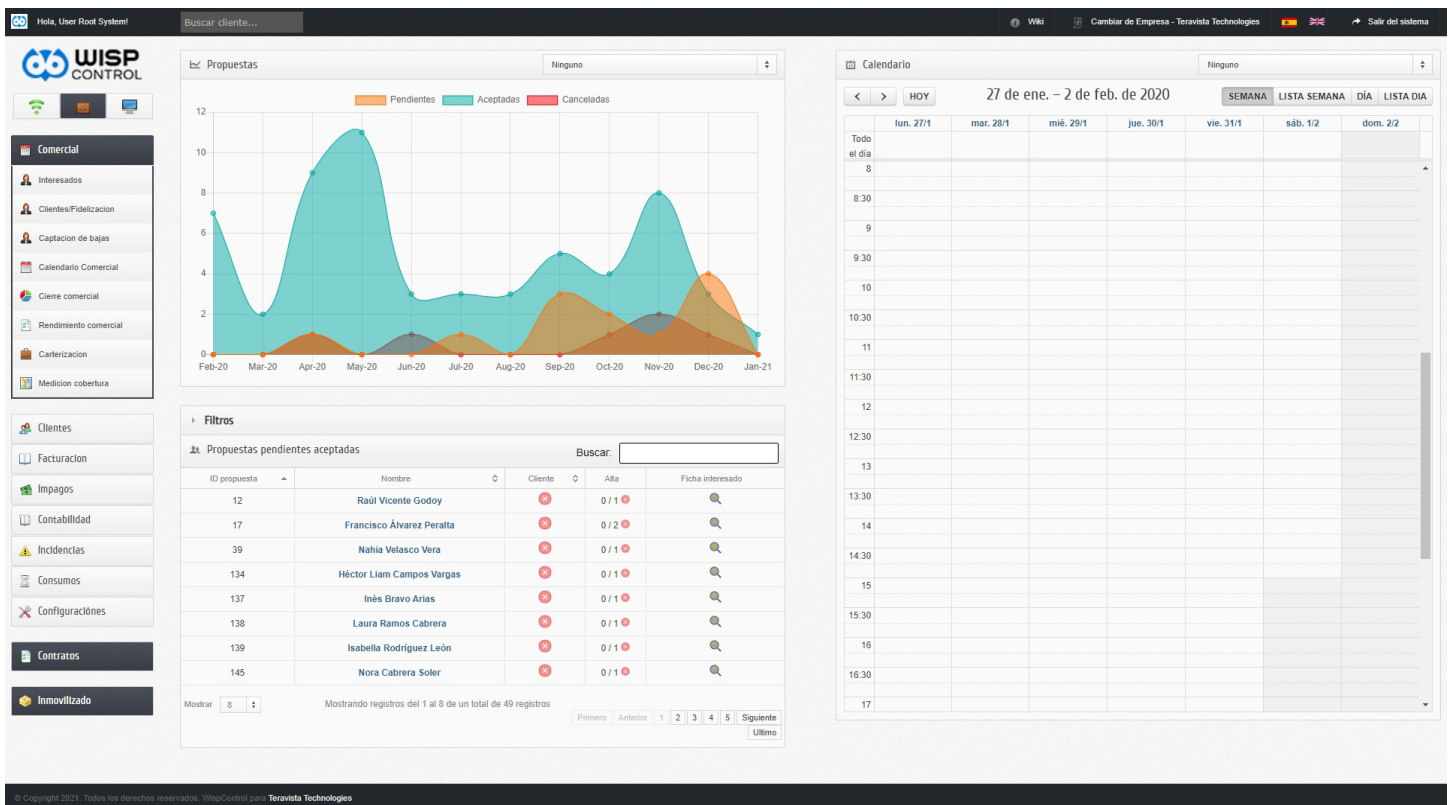 Hola, User Root System!
Buscar cliente...
Wiki
Cambiar de Empresa - Teravista Technologies
Salir del sistema
WISP
CONTROL
Comercial
Interesados
Clientes/Fidelizacion
Captacion de bajas
Calendario Comercial
Cierre comercial
Rendimiento comercial
Carterizacion
Medicion cobertura
Clientes
Facturacion
Impagos
Contabilidad
Incidencias
Consumos
Configuraciónes
Contratos
Inmovilizado
Propuestas
Ninguno
Pendientes Aceptadas Canceladas
12
10
8
6
4
2
0
Feb-20 Mar-20 Apr-20 May-20 Jun-20 Jul-20 Aug-20 Sep-20 Oct-20 Nov-20 Dec-20 Jan-21
Filtros
Propuestas pendientes aceptadas
Buscar:
ID propuesta Nombre Cliente Alta Ficha interesado
12 Raúl Vicente Godoy 0 / 1
17 Francisco Álvarez Peralta 0 / 2
39 Nahia Velasco Vera 0 / 1
134 Héctor Liam Campos Vargas 0 / 1
137 Inés Bravo Arias 0 / 1
138 Laura Ramos Cabrera 0 / 1
139 Isabella Rodríguez León 0 / 1
145 Nora Cabrera Soler 0 / 1
Mostrar 8
Mostrando registros del 1 al 8 de un total de 49 registros
Primero Anterior 1 2 3 4 5 Siguiente
Ultimo
Calendario
Ninguno
< > HOY
27 de ene. – 2 de feb. de 2020
SEMANA LISTA SEMANA DÍA LISTA DIA
lun. 27/1 mar. 28/1 mié. 29/1 jue. 30/1 vie. 31/1 sáb. 1/2 dom. 2/2
Todo
el día
8
8:30
9
9:30
10
10:30
11
11:30
12
12:30
13
13:30
14
14:30
15
15:30
16
16:30
17
© Copyright 2021. Todos los derechos reservados. WispControl para Teravista Technologies